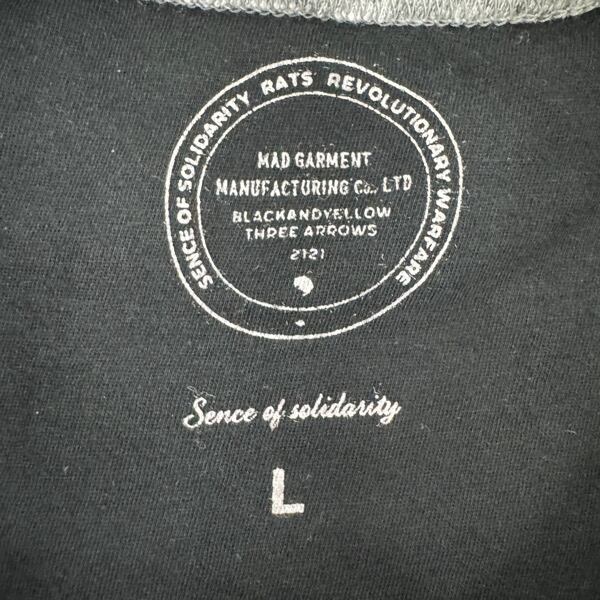 SENCE OF SOLIDARITY RATS REVOLUTIONARY WARFARE
MAD GARMENT
MANUFACTURING Co., LTD
BLACKANDYELLOW
THREE ARROWS
2121
Sence of solidarity
L